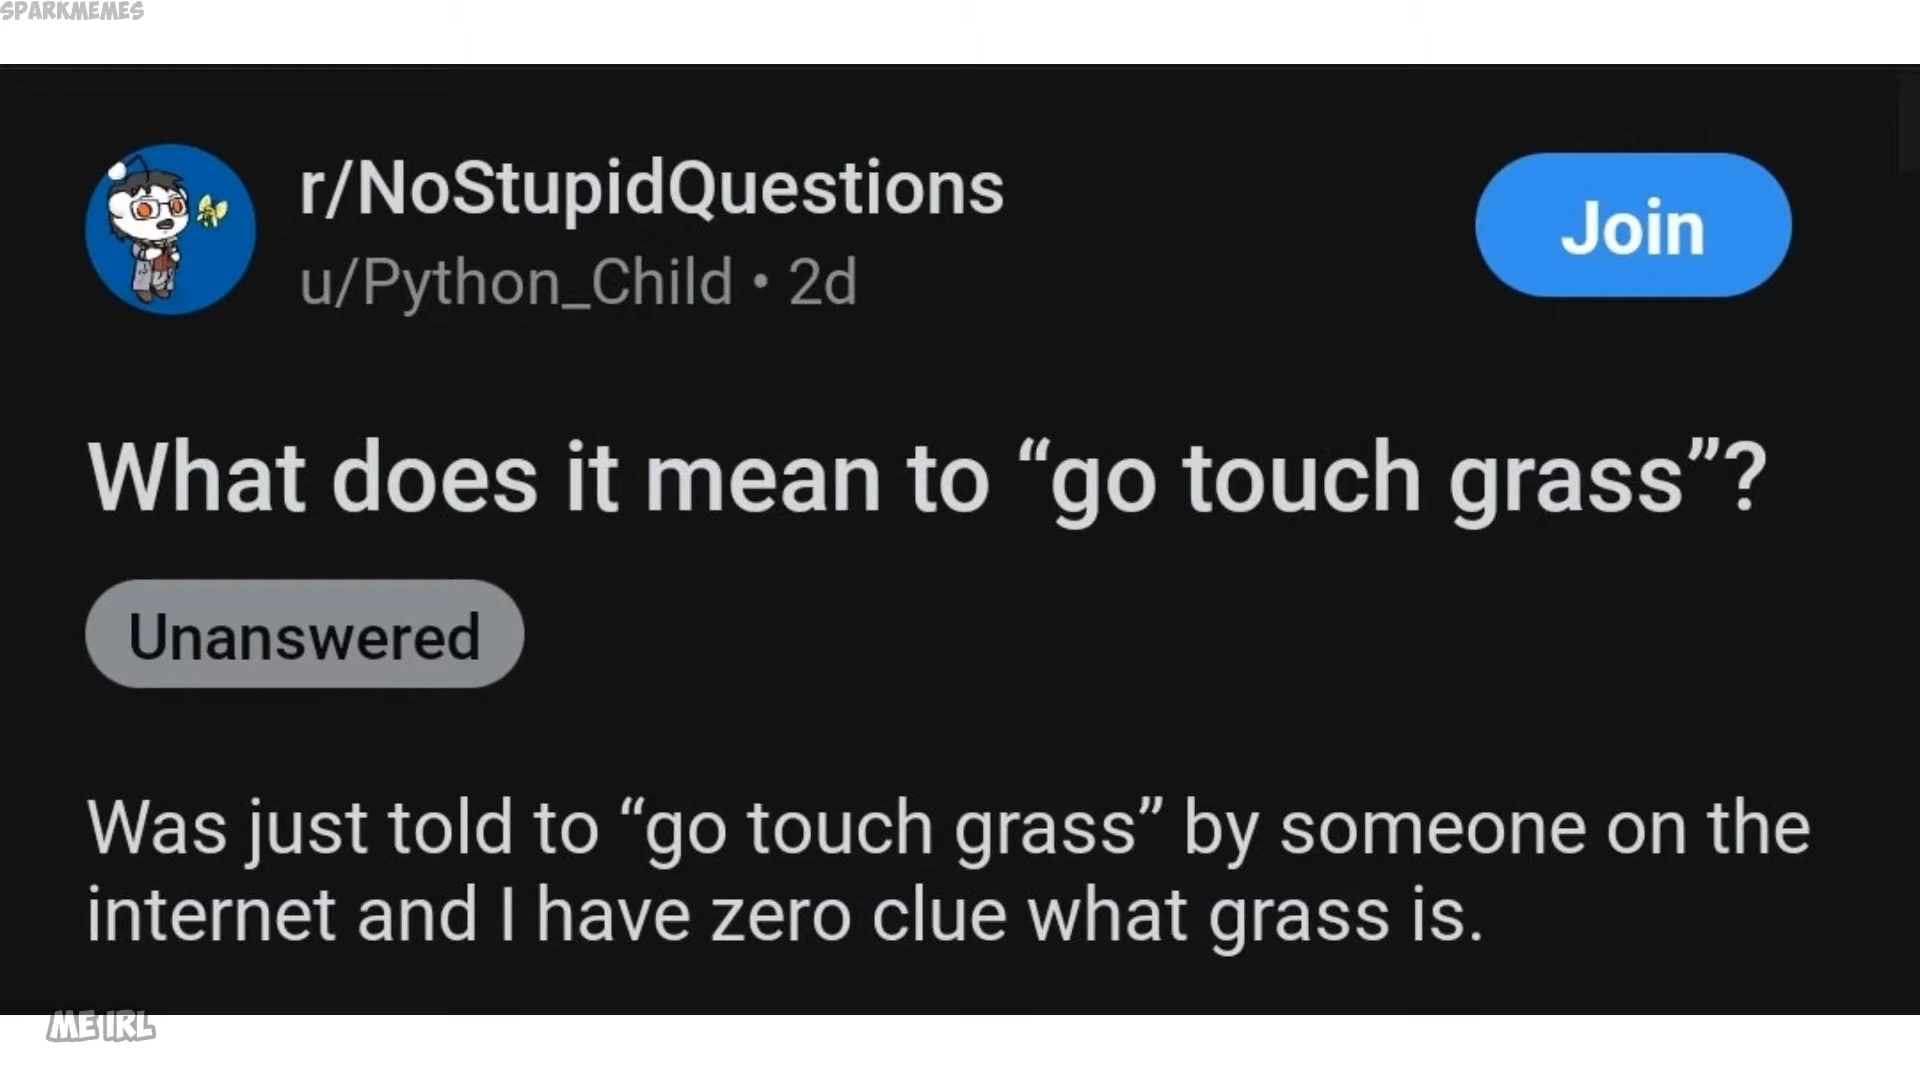 SPARKMEMES
r/NoStupidQuestions
Join
u/Python_Child • 2d
What does it mean to “go touch grass”?
Unanswered
Was just told to “go touch grass” by someone on the
internet and I have zero clue what grass is.
ME IRL